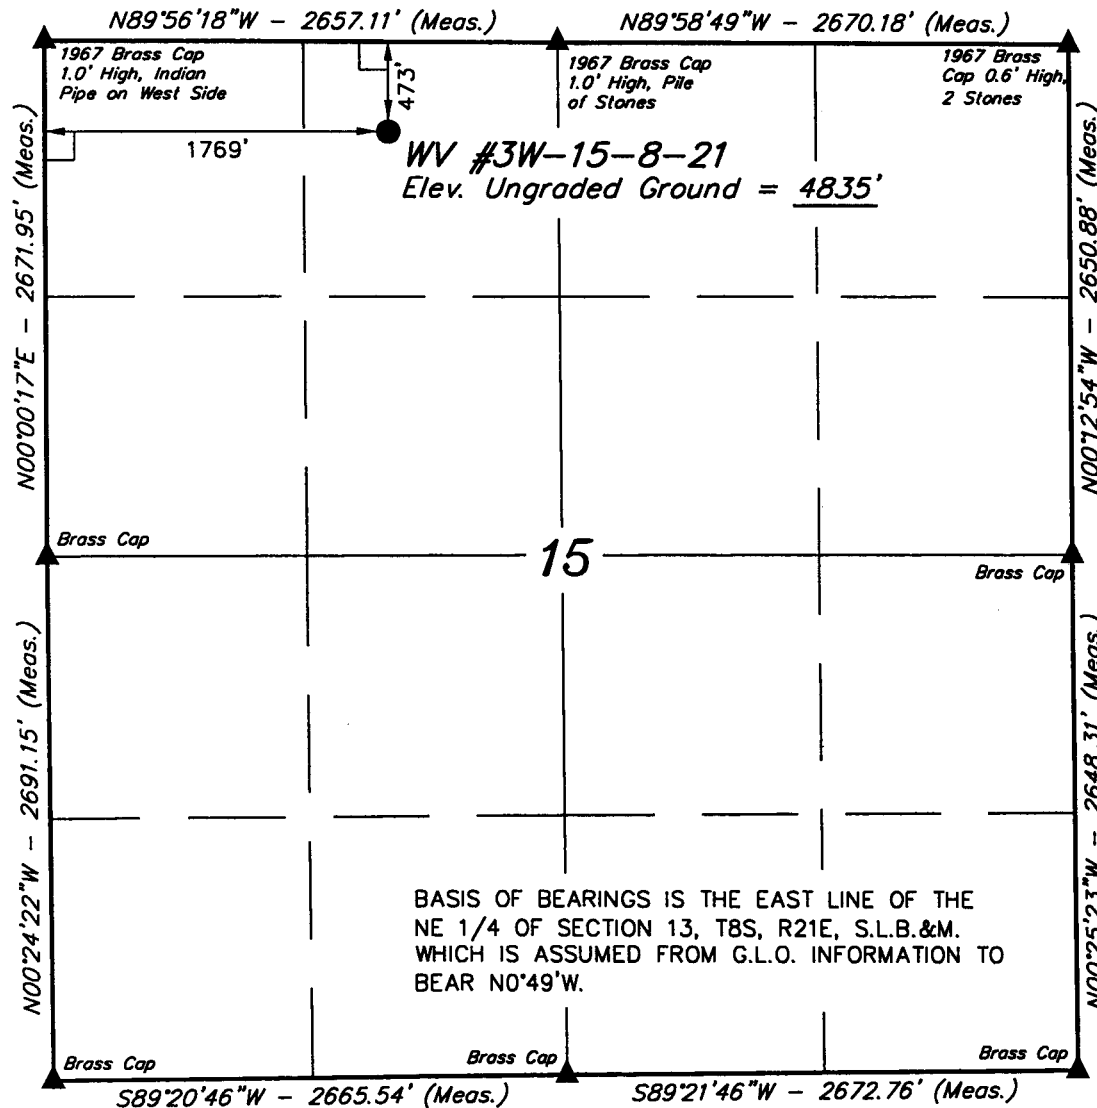 N89°56'18"W - 2657.11' (Meas.)
N89°58'49"W - 2670.18' (Meas.)
1967 Brass Cap
1.0' High, Indian
Pipe on West Side
1967 Brass Cap
1.0' High, Pile
of Stones
1967 Brass
Cap 0.6' High,
2 Stones
473'
1769'
WV #3W-15-8-21
Elev. Ungraded Ground = 4835'
N00°00'17"E - 2671.95' (Meas.)
N00°12'54"W - 2650.88' (Meas.)
Brass Cap
15
Brass Cap
N00°24'22"W - 2691.15' (Meas.)
N00°25'23"W - 2648.31' (Meas.)
BASIS OF BEARINGS IS THE EAST LINE OF THE
NE 1/4 OF SECTION 13, T8S, R21E, S.L.B.&M.
WHICH IS ASSUMED FROM G.L.O. INFORMATION TO
BEAR N0°49'W.
Brass Cap
Brass Cap
Brass Cap
S89°20'46"W - 2665.54' (Meas.)
S89°21'46"W - 2672.76' (Meas.)